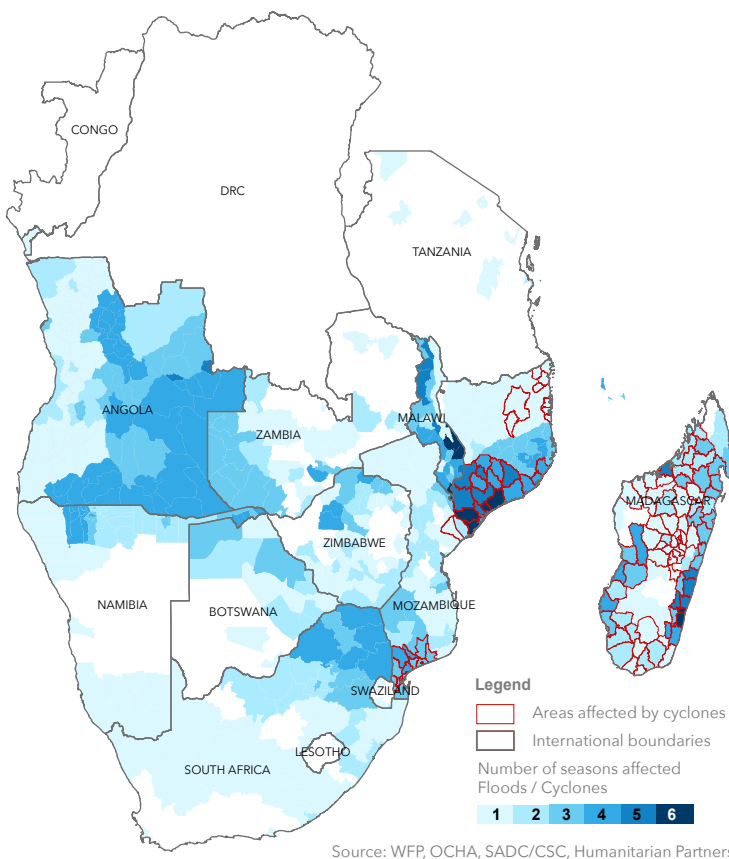 CONGO
DRC
TANZANIA
ANGOLA
MALAWI
ZAMBIA
MADAGASCAR
ZIMBABWE
NAMIBIA
BOTSWANA
MOZAMBIQUE
SWAZILAND
LESOTHO
SOUTH AFRICA
Legend
Areas affected by cyclones
International boundaries
Number of seasons affected
Floods / Cyclones
1 2 3 4 5 6
Source: WFP, OCHA, SADC/CSC, Humanitarian Partners